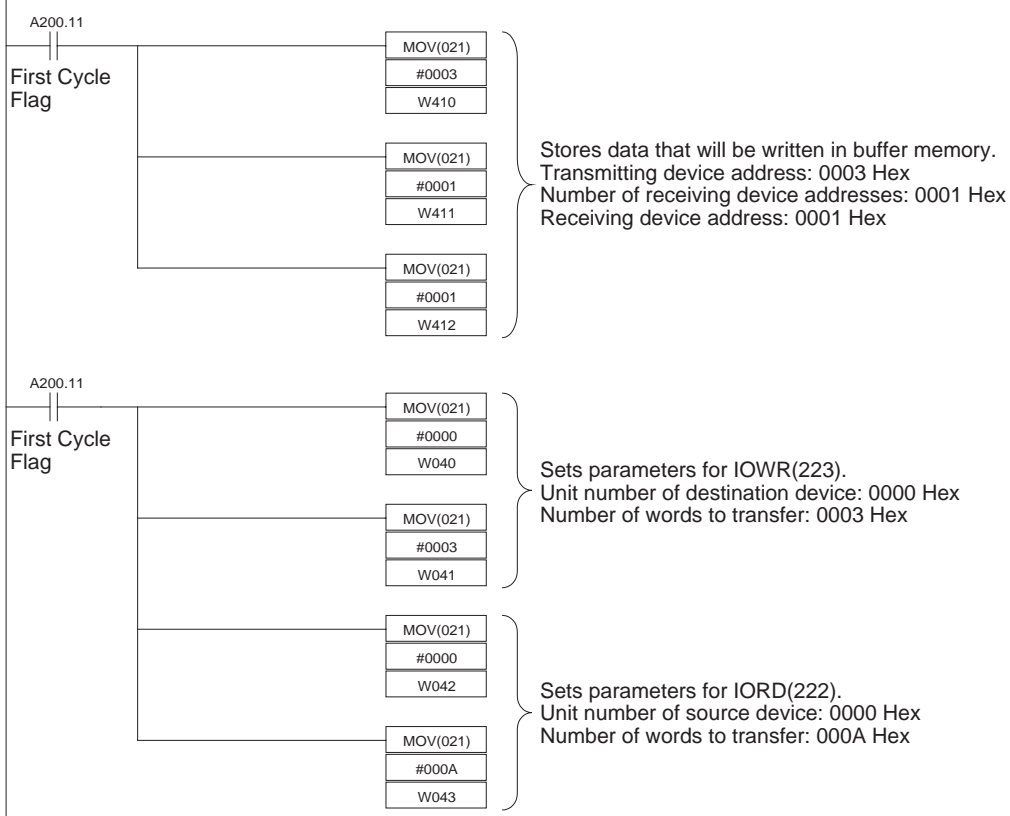 A200.11
First Cycle
Flag
MOV(021)
#0003
W410
MOV(021)
#0001
W411
MOV(021)
#0001
W412
Stores data that will be written in buffer memory.
Transmitting device address: 0003 Hex
Number of receiving device addresses: 0001 Hex
Receiving device address: 0001 Hex
A200.11
First Cycle
Flag
MOV(021)
#0000
W040
MOV(021)
#0003
W041
Sets parameters for IOWR(223).
Unit number of destination device: 0000 Hex
Number of words to transfer: 0003 Hex
MOV(021)
#0000
W042
MOV(021)
#000A
W043
Sets parameters for IORD(222).
Unit number of source device: 0000 Hex
Number of words to transfer: 000A Hex